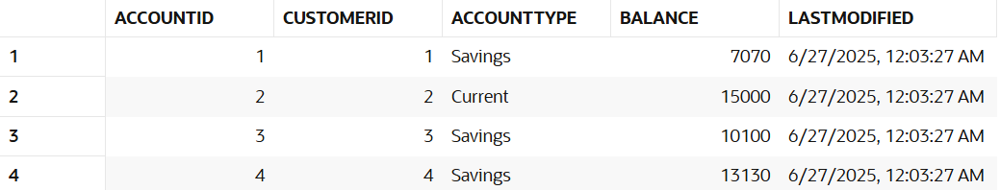 ACCOUNTID CUSTOMERID ACCOUNTTYPE BALANCE LASTMODIFIED
1 1 1 Savings 7070 6/27/2025, 12:03:27 AM
2 2 2 Current 15000 6/27/2025, 12:03:27 AM
3 3 3 Savings 10100 6/27/2025, 12:03:27 AM
4 4 4 Savings 13130 6/27/2025, 12:03:27 AM